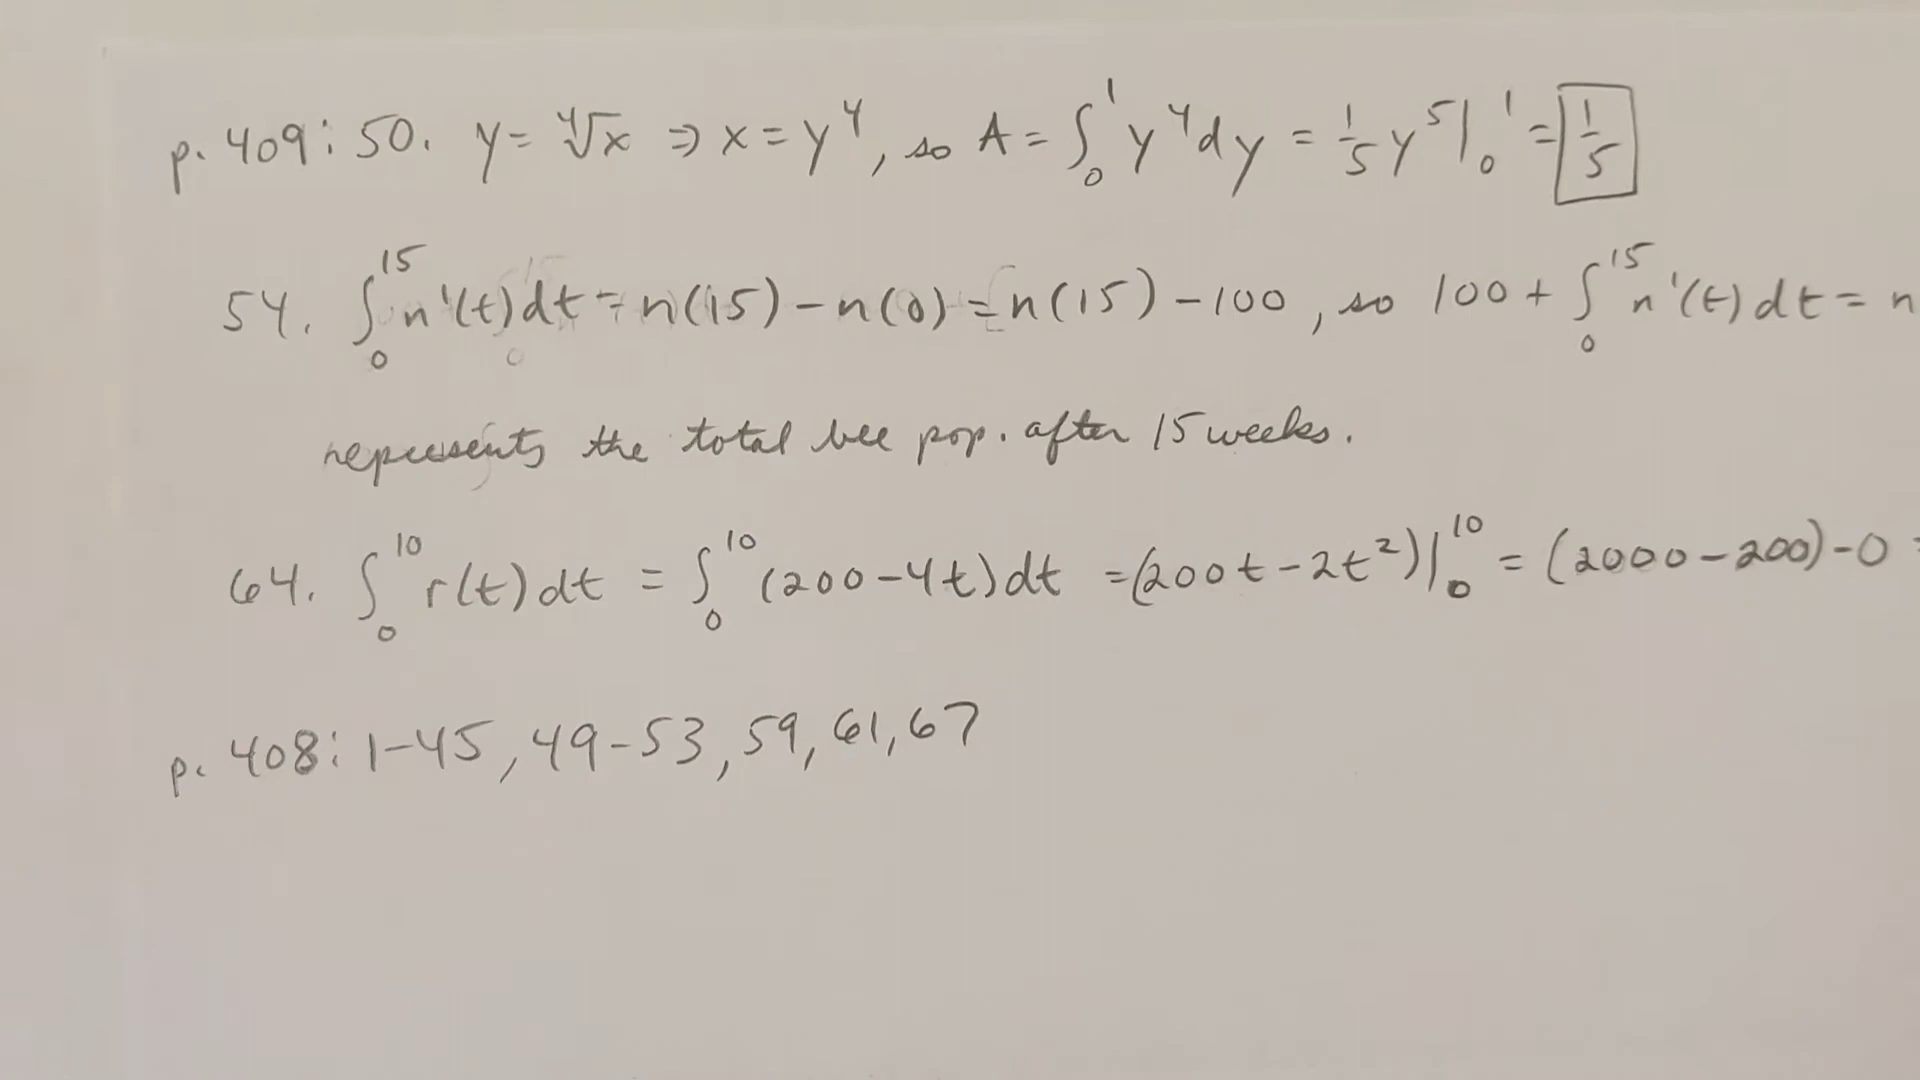 p. 409: 50. y = ∜x ⇒ x = y⁴, so A = ∫₀¹ y⁴ dy = 1/5 y⁵ |₀¹ = 1/5
54. ∫₀¹⁵ n'(t) dt = n(15) − n(0) = n(15) − 100, so 100 + ∫₀¹⁵ n'(t) dt = n
represents the total bee pop. after 15 weeks.
64. ∫₀¹⁰ r(t) dt = ∫₀¹⁰ (200 − 4t) dt = (200t − 2t²) |₀¹⁰ = (2000 − 200) − 0 =
p. 408: 1−45, 49−53, 59, 61, 67